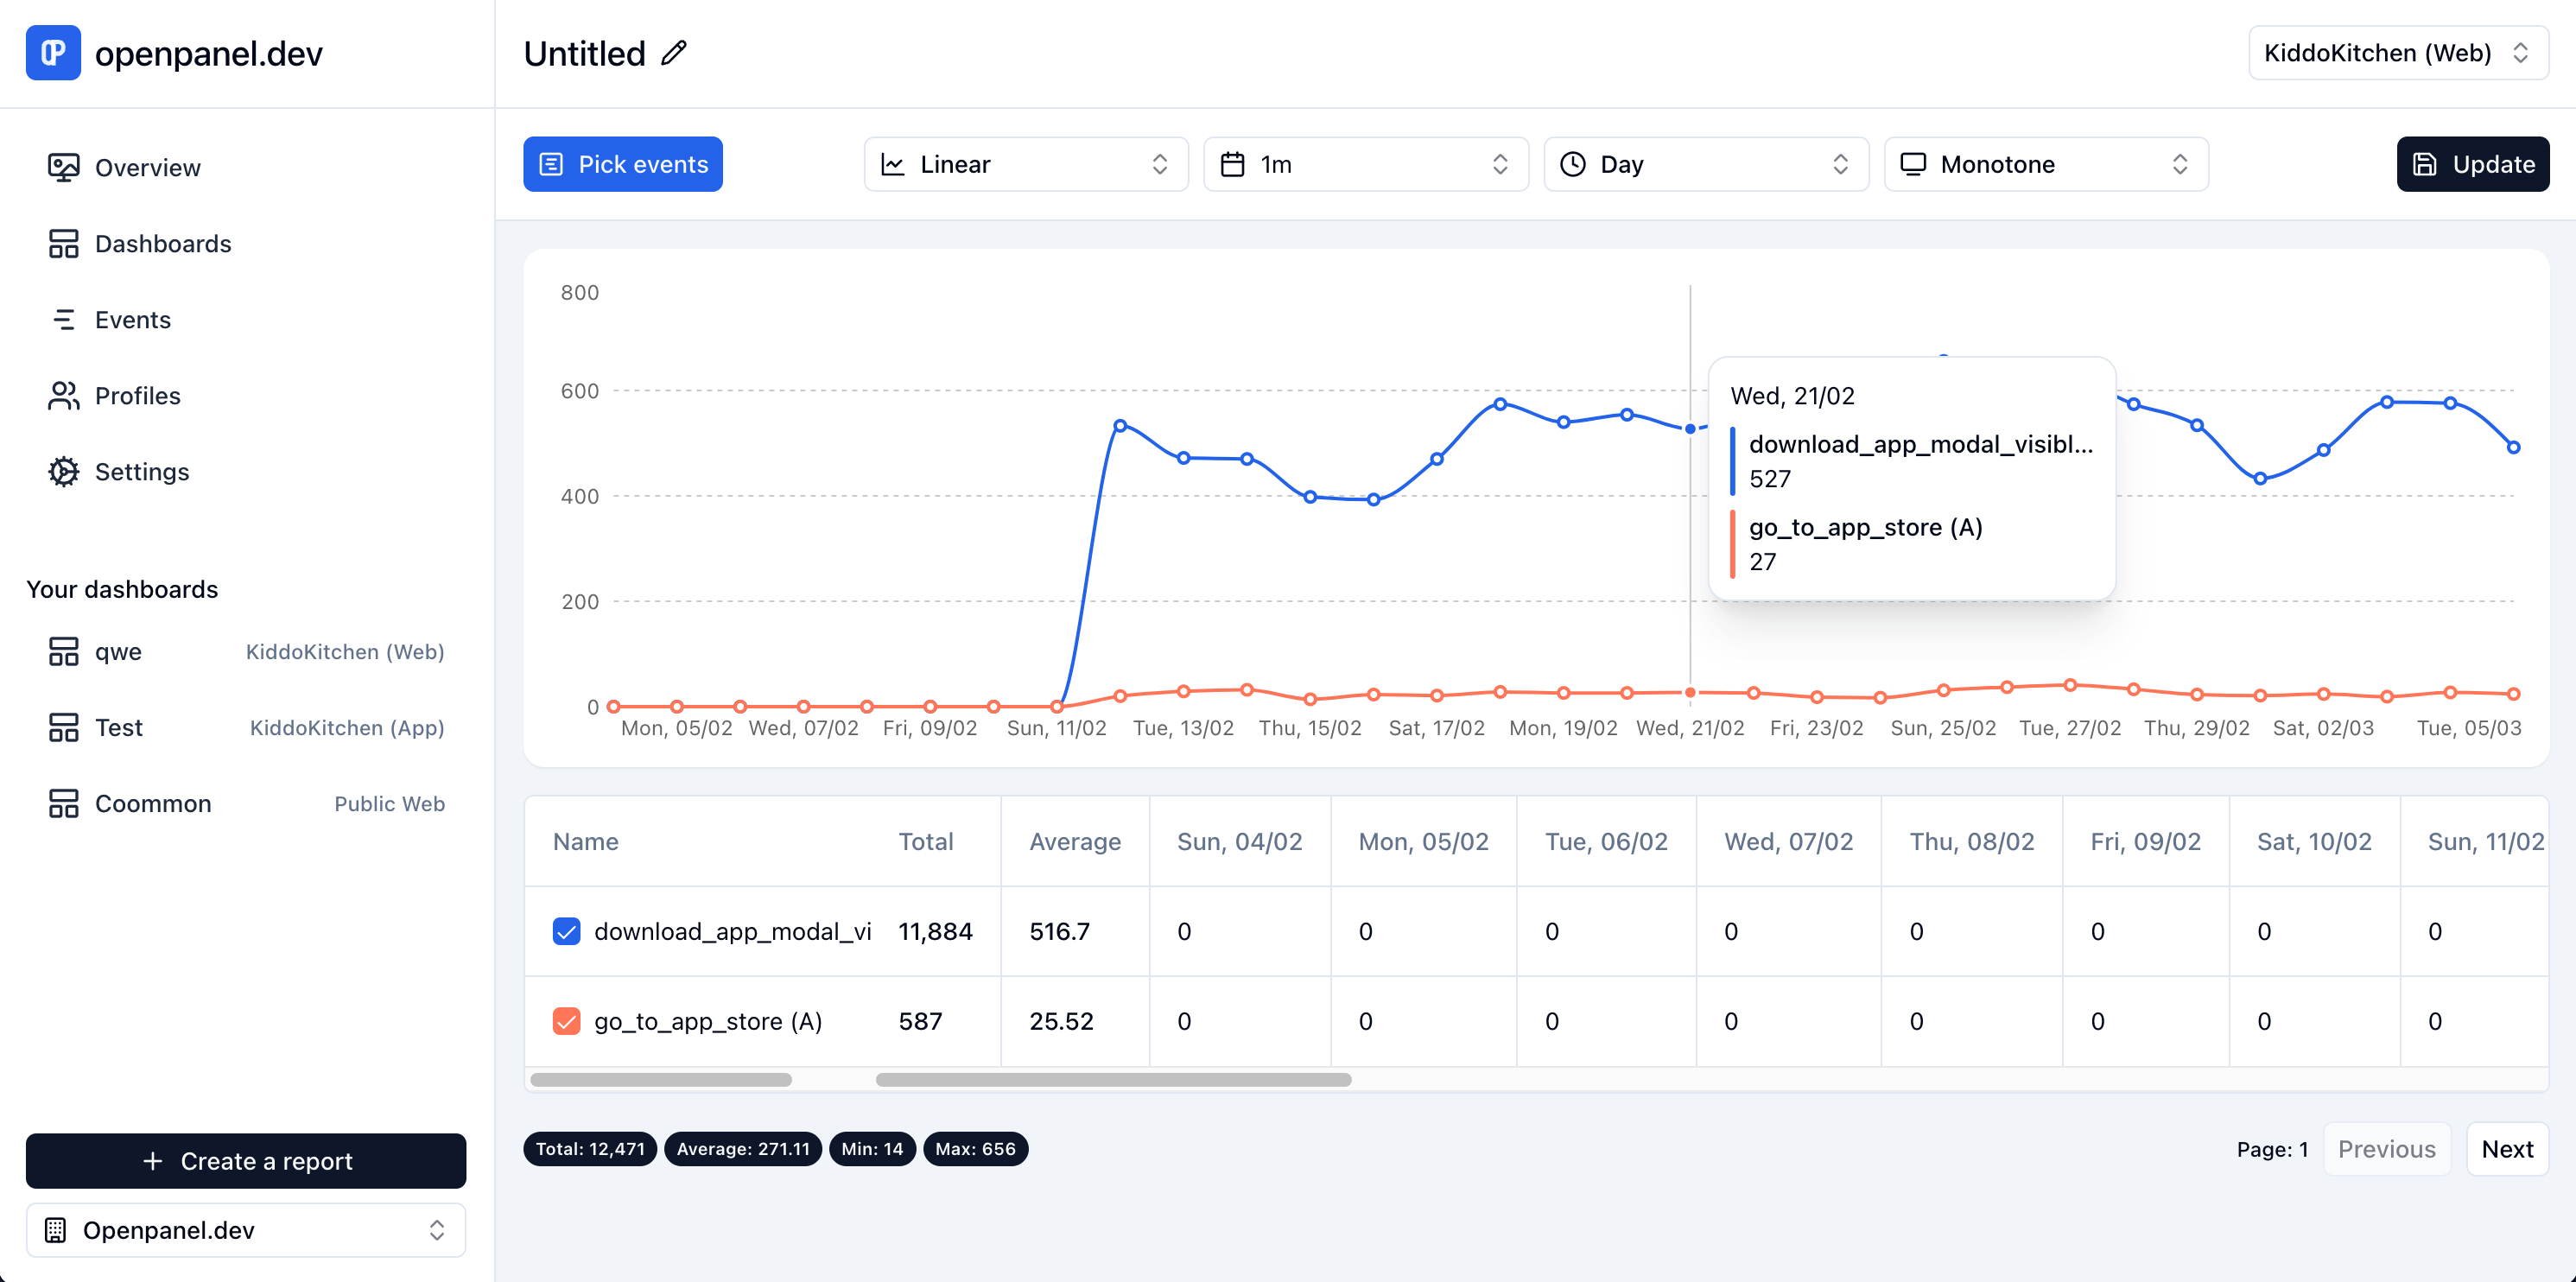 openpanel.dev
Overview
Dashboards
Events
Profiles
Settings
Your dashboards
qwe KiddoKitchen (Web)
Test KiddoKitchen (App)
Coommon Public Web
+ Create a report
Openpanel.dev
Untitled
KiddoKitchen (Web)
Pick events
Linear
1m
Day
Monotone
Update
800
600
400
200
0
Wed, 21/02
download_app_modal_visibl...
527
go_to_app_store (A)
27
Mon, 05/02 Wed, 07/02 Fri, 09/02 Sun, 11/02 Tue, 13/02 Thu, 15/02 Sat, 17/02 Mon, 19/02 Wed, 21/02 Fri, 23/02 Sun, 25/02 Tue, 27/02 Thu, 29/02 Sat, 02/03 Tue, 05/03
Name Total Average Sun, 04/02 Mon, 05/02 Tue, 06/02 Wed, 07/02 Thu, 08/02 Fri, 09/02 Sat, 10/02 Sun, 11/02
download_app_modal_vi 11,884 516.7 0 0 0 0 0 0 0 0
go_to_app_store (A) 587 25.52 0 0 0 0 0 0 0 0
Total: 12,471 Average: 271.11 Min: 14 Max: 656
Page: 1 Previous Next